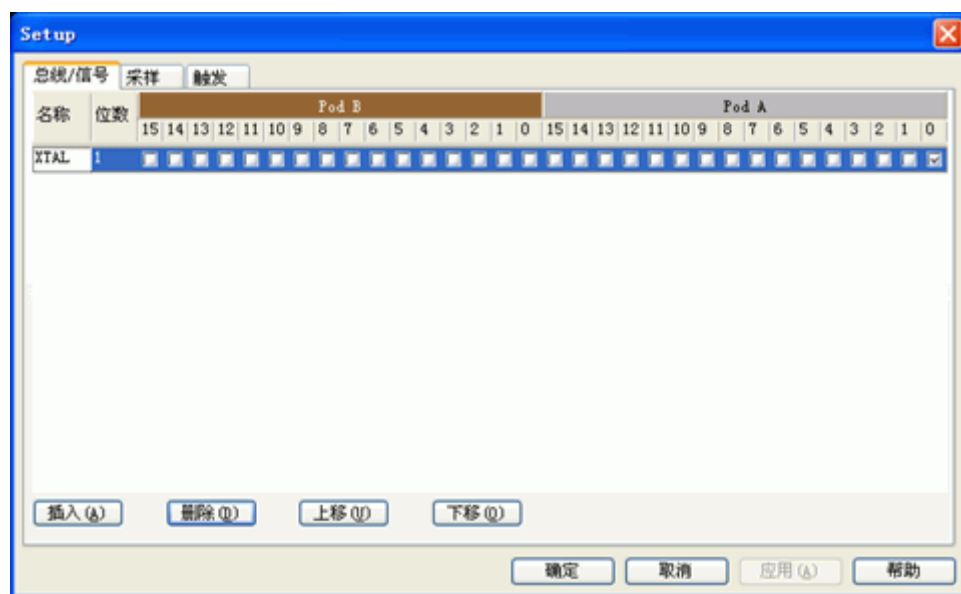 Setup
总线/信号 采样 触发
名称 位数 Pod B Pod A
15 14 13 12 11 10 9 8 7 6 5 4 3 2 1 0 15 14 13 12 11 10 9 8 7 6 5 4 3 2 1 0
XTAL 1
插入(A) 删除(D) 上移(U) 下移(O)
确定 取消 应用(A) 帮助